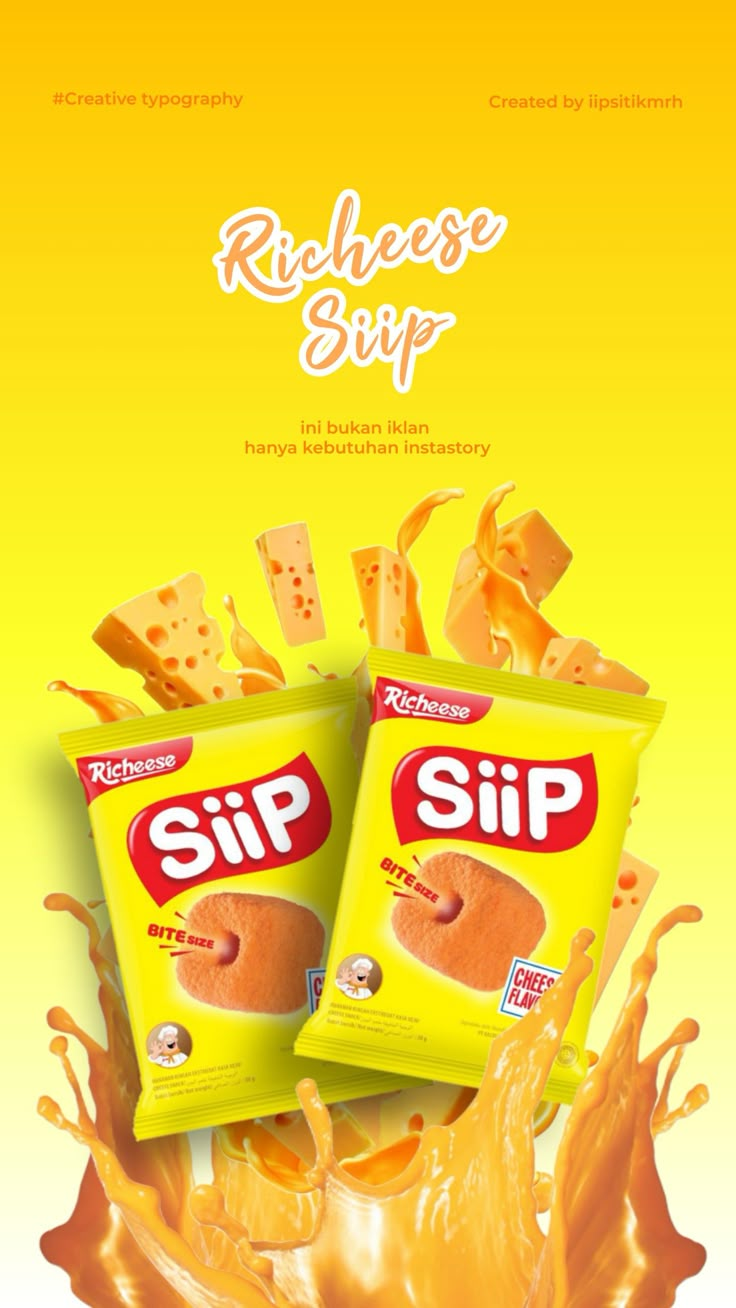 #Creative typography
Created by iipsitikmrh
Richeese
Siip
ini bukan iklan
hanya kebutuhan instastory
Richeese
SiiP
BITE SIZE
Richeese
SiiP
BITE SIZE
CHEES
FLAV